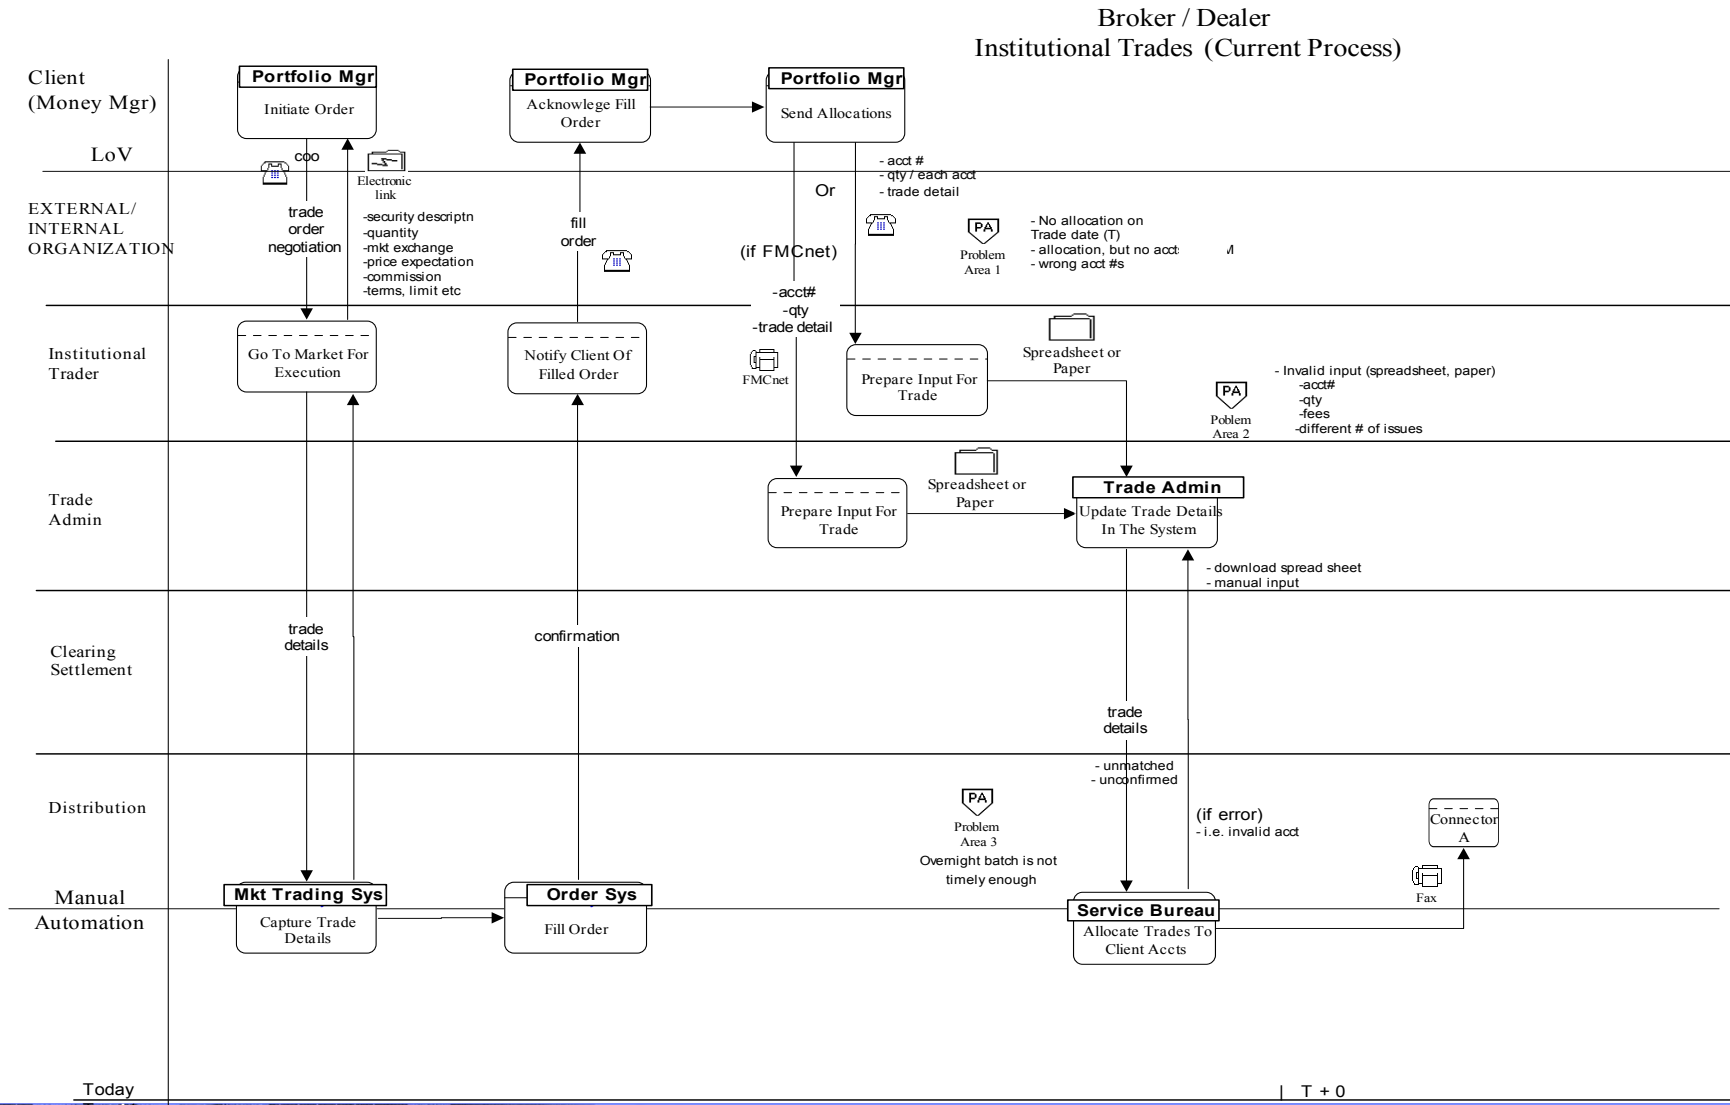 Broker / Dealer
Institutional Trades (Current Process)
Client
(Money Mgr)
Portfolio Mgr
Initiate Order
Portfolio Mgr
Acknowlege Fill
Order
Portfolio Mgr
Send Allocations
LoV
coo
Electronic
link
- acct #
- qty / each acct
- trade detail
Or
EXTERNAL/
INTERNAL
ORGANIZATION
trade
order
negotiation
-security descriptn
-quantity
-mkt exchange
-price expectation
-commission
-terms, limit etc
fill
order
(if FMCnet)
PA
Problem
Area 1
- No allocation on
Trade date (T)
- allocation, but no accts
- wrong acct #s
-acct#
-qty
-trade detail
FMCnet
Institutional
Trader
Go To Market For
Execution
Notify Client Of
Filled Order
Prepare Input For
Trade
Spreadsheet or
Paper
PA
Poblem
Area 2
- Invalid input (spreadsheet, paper)
-acct#
-qty
-fees
-different # of issues
Trade
Admin
Prepare Input For
Trade
Spreadsheet or
Paper
Trade Admin
Update Trade Details
In The System
- download spread sheet
- manual input
Clearing
Settlement
trade
details
confirmation
trade
details
- unmatched
- unconfirmed
Distribution
PA
Problem
Area 3
Overnight batch is not
timely enough
(if error)
- i.e. invalid acct
Connector
A
Fax
Manual
Automation
Mkt Trading Sys
Capture Trade
Details
Order Sys
Fill Order
Service Bureau
Allocate Trades To
Client Accts
Today
| T + 0